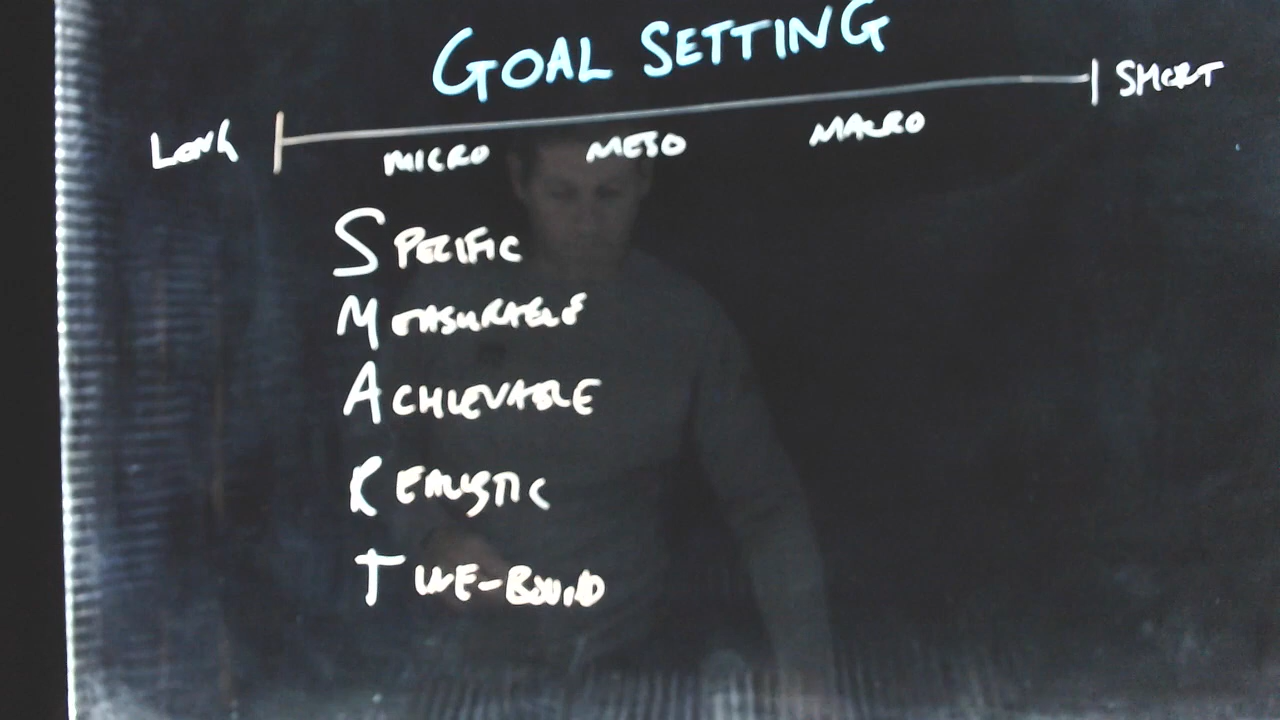 GOAL SETTING
LONG SHORT
MICRO MESO MACRO
SPECIFIC
MEASURABLE
ACHIEVABLE
REALISTIC
TIME-BOUND